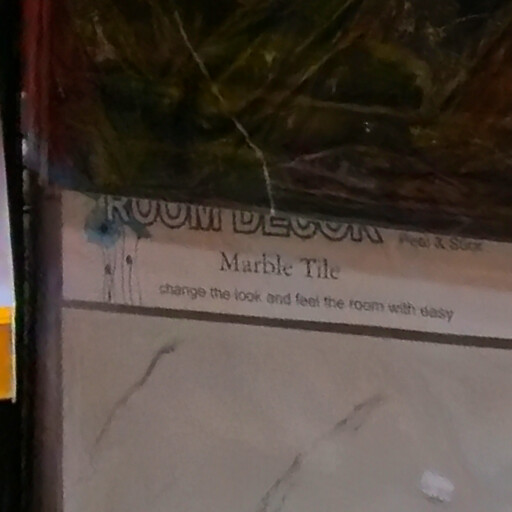 ROOM DECOR
Peel & Stick
Marble Tile
change the look and feel the room with easy